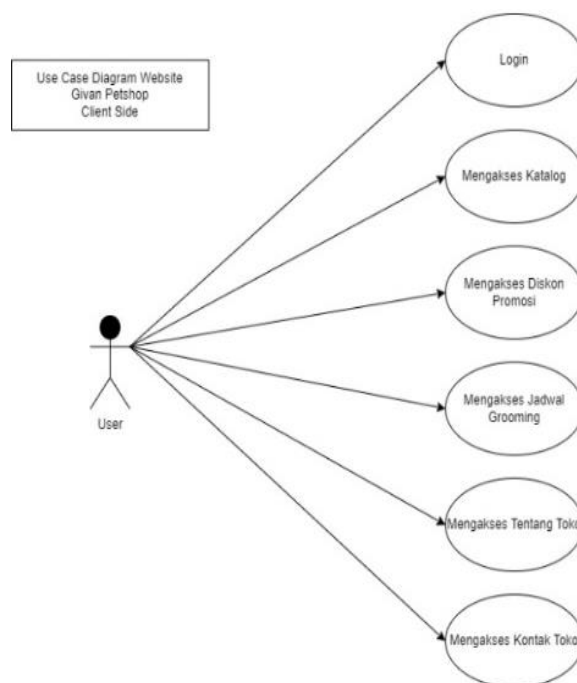 Use Case Diagram Website
Givan Petshop
Client Side
Login
Mengakses Katalog
Mengakses Diskon
Promosi
Mengakses Jadwal
Grooming
User
Mengakses Tentang Toko
Mengakses Kontak Toko